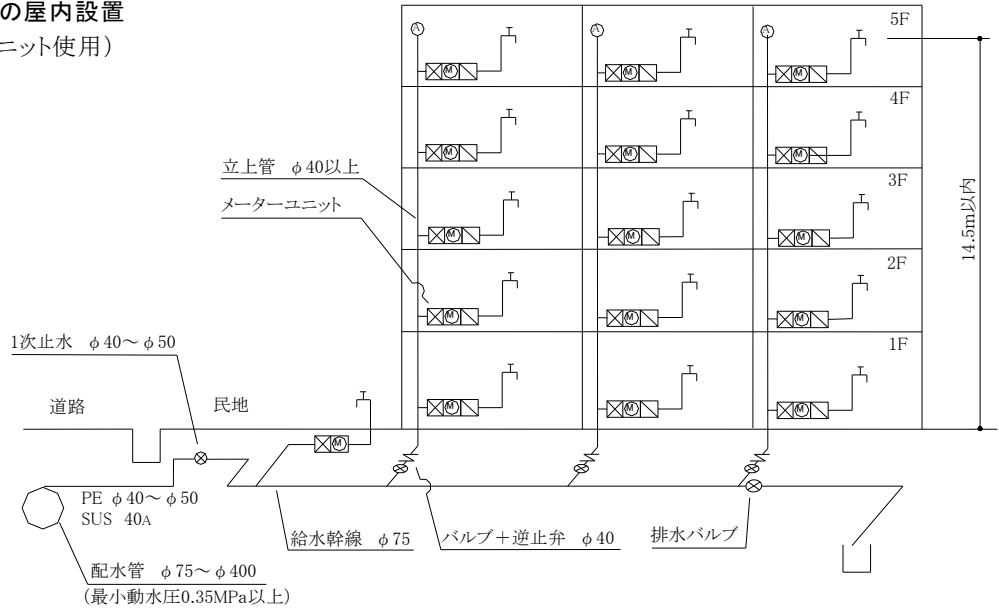 の屋内設置
ニット使用）
A
A
A
5F
M
M
M
4F
M
M
M
立上管 φ40以上
3F
メーターユニット
M
M
M
14.5m以内
2F
M
M
M
1次止水 φ40～φ50
1F
道路
民地
M
M
M
M
PE φ40～φ50
SUS 40A
給水幹線 φ75
バルブ＋逆止弁 φ40
排水バルブ
配水管 φ75～φ400
（最小動水圧0.35MPa以上）